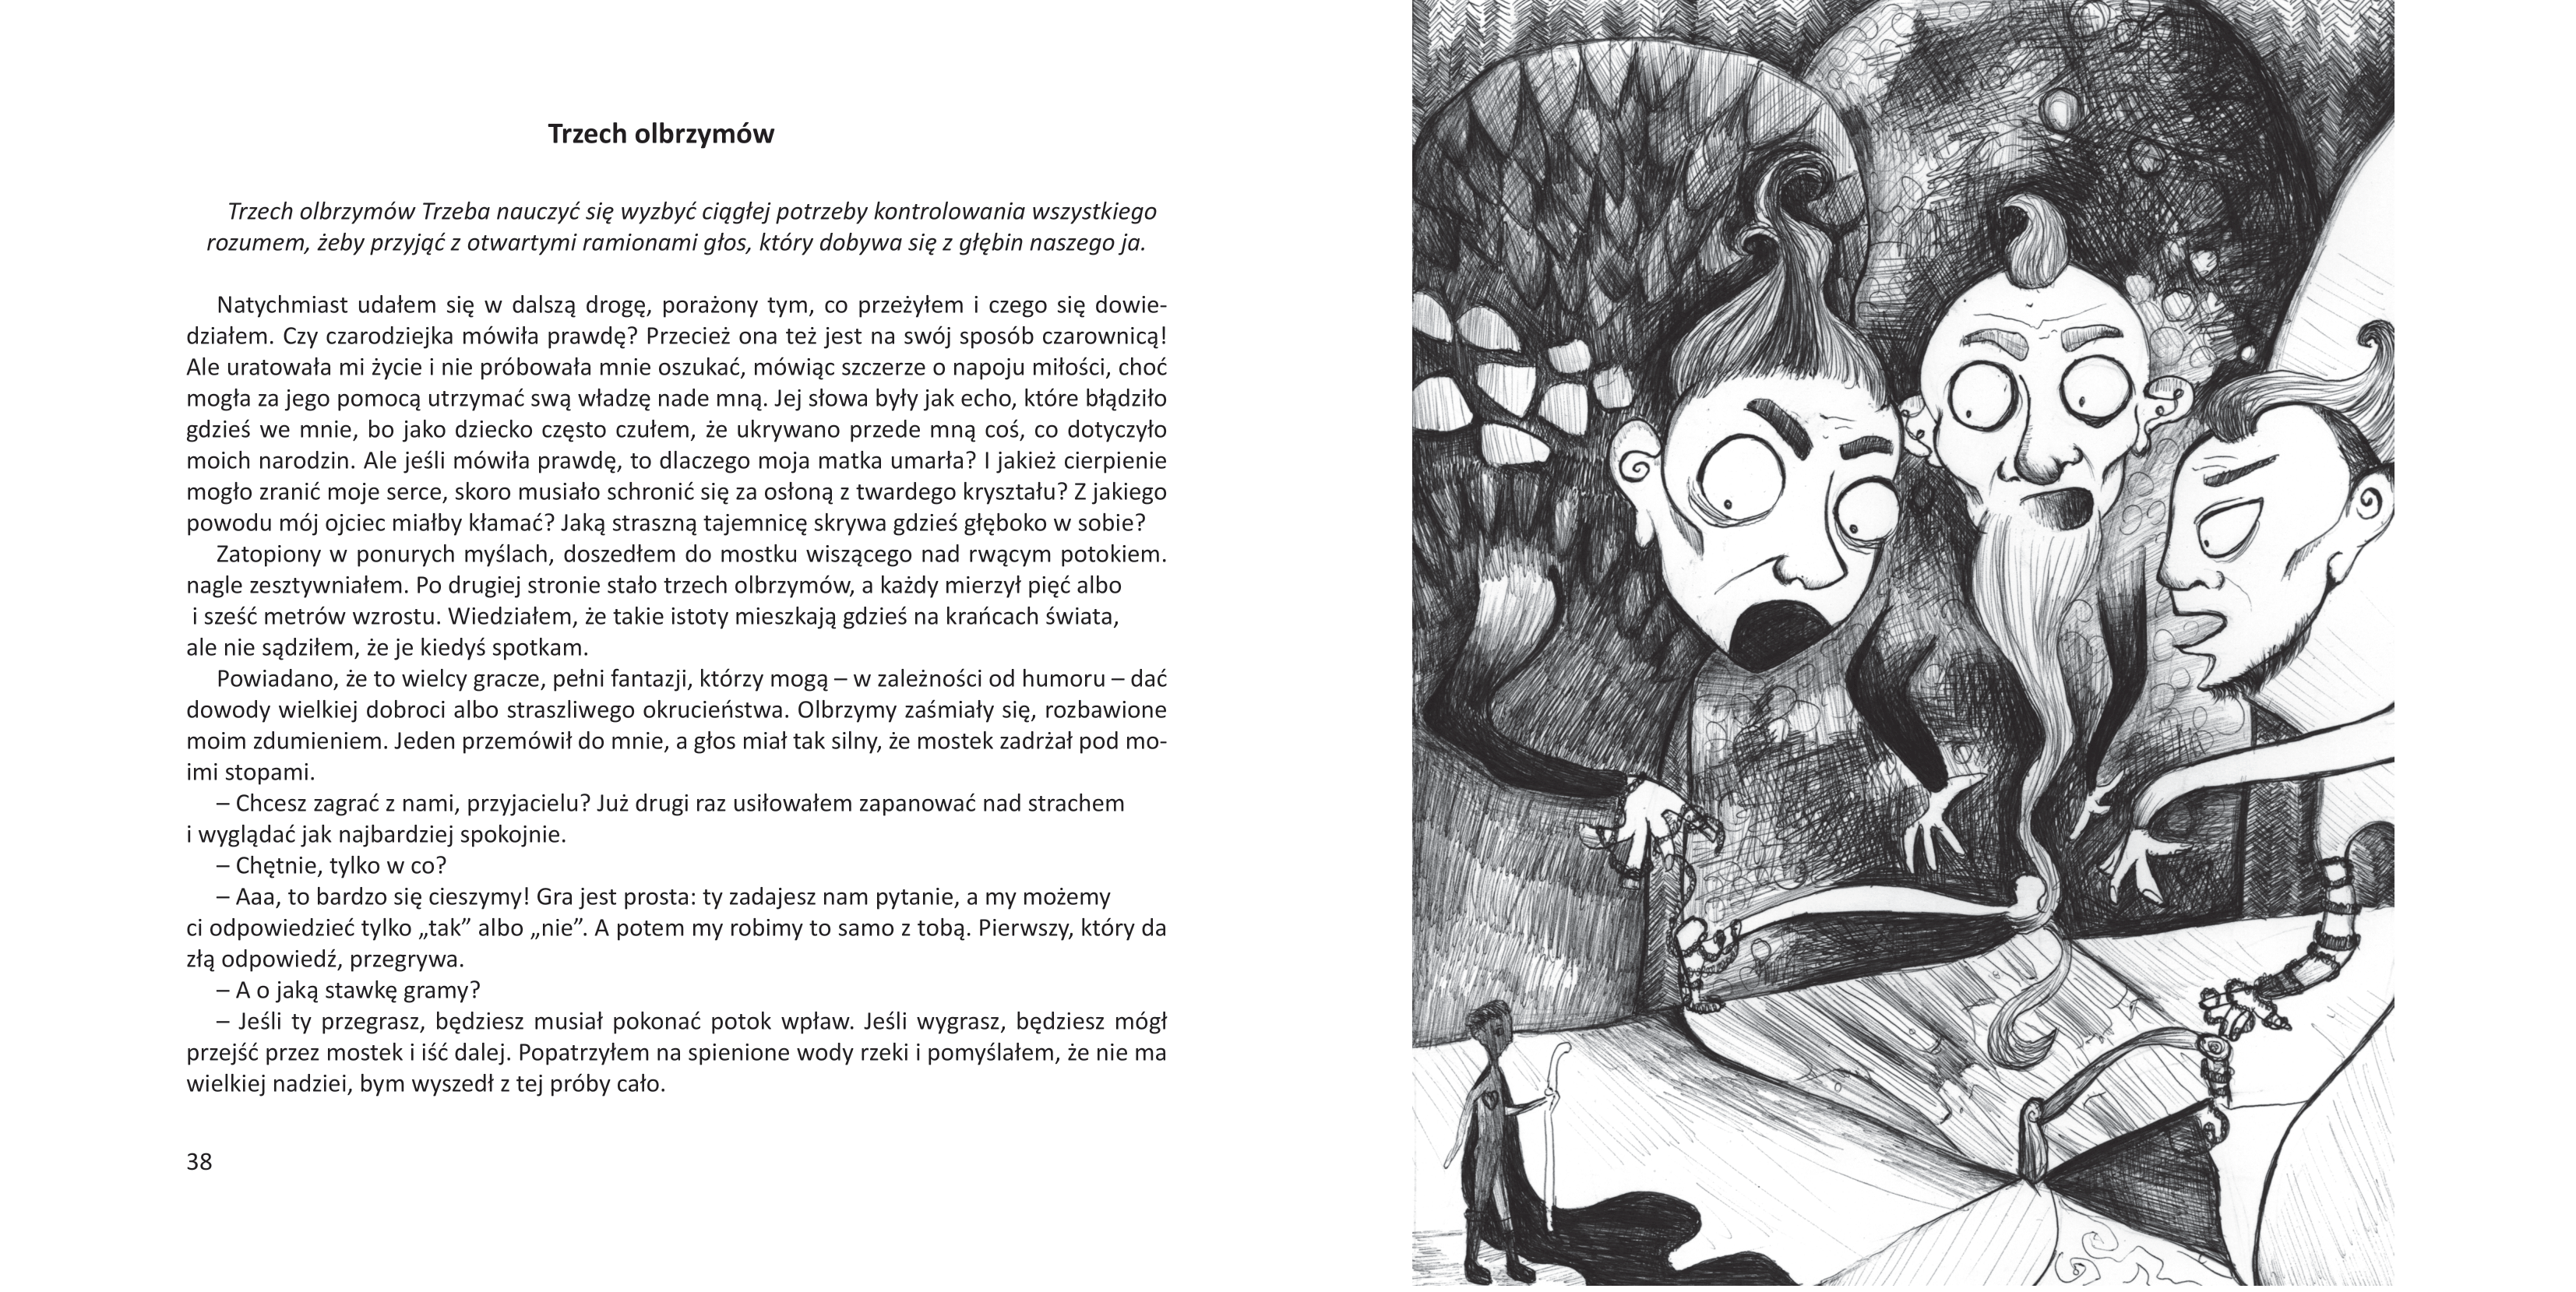 Trzech olbrzymów
Trzech olbrzymów Trzeba nauczyć się wyzbyć ciągłej potrzeby kontrolowania wszystkiego
rozumem, żeby przyjąć z otwartymi ramionami głos, który dobywa się z głębin naszego ja.
Natychmiast udałem się w dalszą drogę, porażony tym, co przeżyłem i czego się dowie-
działem. Czy czarodziejka mówiła prawdę? Przecież ona też jest na swój sposób czarownicą!
Ale uratowała mi życie i nie próbowała mnie oszukać, mówiąc szczerze o napoju miłości, choć
mogła za jego pomocą utrzymać swą władzę nade mną. Jej słowa były jak echo, które błądziło
gdzieś we mnie, bo jako dziecko często czułem, że ukrywano przede mną coś, co dotyczyło
moich narodzin. Ale jeśli mówiła prawdę, to dlaczego moja matka umarła? I jakież cierpienie
mogło zranić moje serce, skoro musiało schronić się za osłoną z twardego kryształu? Z jakiego
powodu mój ojciec miałby kłamać? Jaką straszną tajemnicę skrywa gdzieś głęboko w sobie?
Zatopiony w ponurych myślach, doszedłem do mostku wiszącego nad rwącym potokiem.
nagle zesztywniałem. Po drugiej stronie stało trzech olbrzymów, a każdy mierzył pięć albo
i sześć metrów wzrostu. Wiedziałem, że takie istoty mieszkają gdzieś na krańcach świata,
ale nie sądziłem, że je kiedyś spotkam.
Powiadano, że to wielcy gracze, pełni fantazji, którzy mogą – w zależności od humoru – dać
dowody wielkiej dobroci albo straszliwego okrucieństwa. Olbrzymy zaśmiały się, rozbawione
moim zdumieniem. Jeden przemówił do mnie, a głos miał tak silny, że mostek zadrżał pod mo-
imi stopami.
– Chcesz zagrać z nami, przyjacielu? Już drugi raz usiłowałem zapanować nad strachem
i wyglądać jak najbardziej spokojnie.
– Chętnie, tylko w co?
– Aaa, to bardzo się cieszymy! Gra jest prosta: ty zadajesz nam pytanie, a my możemy
ci odpowiedzieć tylko „tak” albo „nie”. A potem my robimy to samo z tobą. Pierwszy, który da
złą odpowiedź, przegrywa.
– A o jaką stawkę gramy?
– Jeśli ty przegrasz, będziesz musiał pokonać potok wpław. Jeśli wygrasz, będziesz mógł
przejść przez mostek i iść dalej. Popatrzyłem na spienione wody rzeki i pomyślałem, że nie ma
wielkiej nadziei, bym wyszedł z tej próby cało.
38